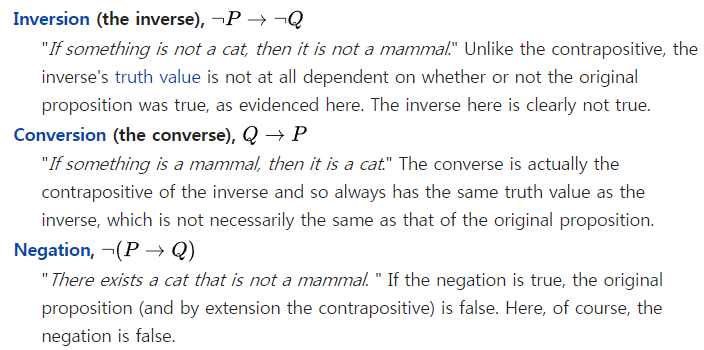 Inversion (the inverse), ¬P → ¬Q
"If something is not a cat, then it is not a mammal." Unlike the contrapositive, the
inverse's truth value is not at all dependent on whether or not the original
proposition was true, as evidenced here. The inverse here is clearly not true.
Conversion (the converse), Q → P
"If something is a mammal, then it is a cat." The converse is actually the
contrapositive of the inverse and so always has the same truth value as the
inverse, which is not necessarily the same as that of the original proposition.
Negation, ¬(P → Q)
"There exists a cat that is not a mammal. " If the negation is true, the original
proposition (and by extension the contrapositive) is false. Here, of course, the
negation is false.